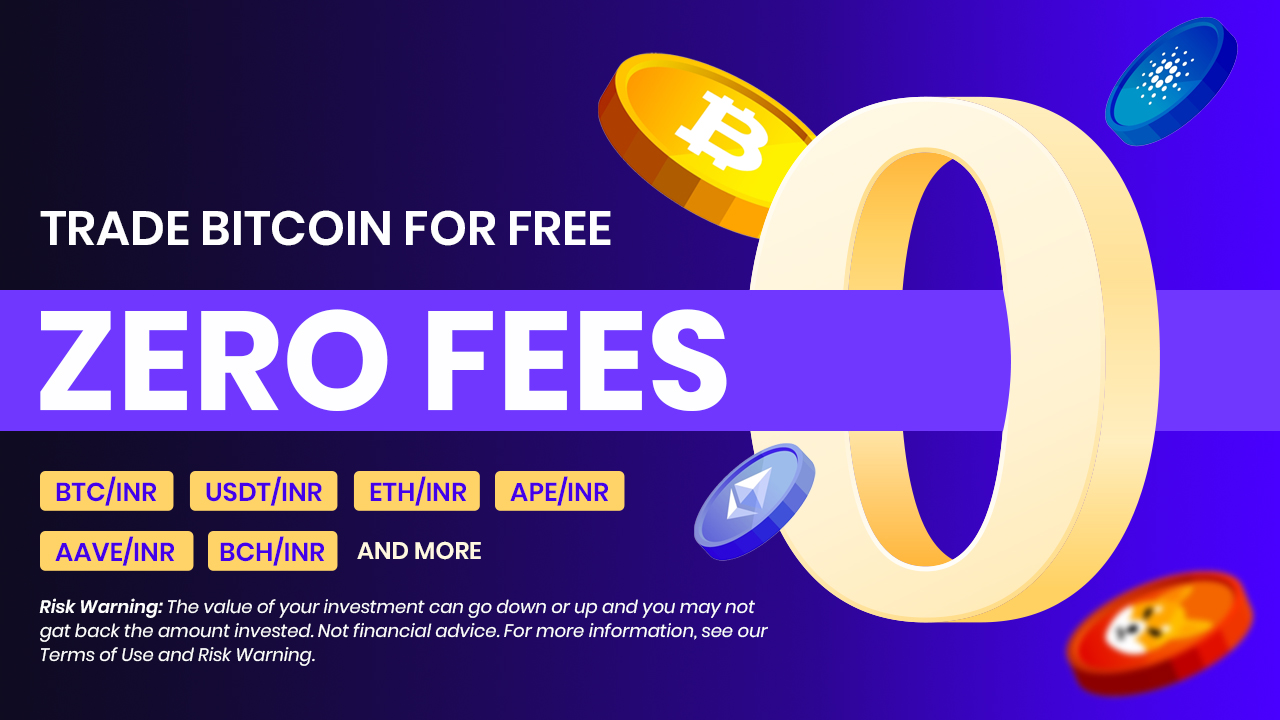 TRADE BITCOIN FOR FREE
ZERO FEES
0
BTC/INR USDT/INR ETH/INR APE/INR
AAVE/INR BCH/INR AND MORE
Risk Warning: The value of your investment can go down or up and you may not
gat back the amount invested. Not financial advice. For more information, see our
Terms of Use and Risk Warning.